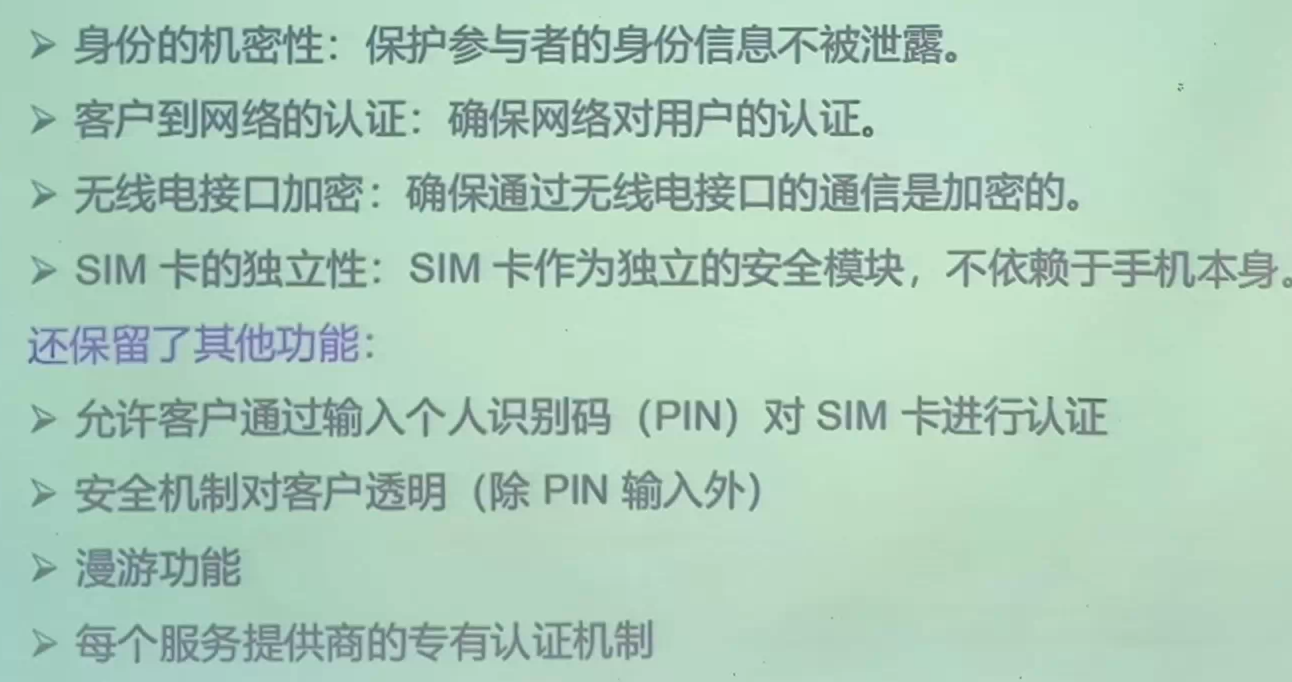 ➢ 身份的机密性：保护参与者的身份信息不被泄露。
➢ 客户到网络的认证：确保网络对用户的认证。
➢ 无线电接口加密：确保通过无线电接口的通信是加密的。
➢ SIM 卡的独立性：SIM 卡作为独立的安全模块，不依赖于手机本身。
还保留了其他功能：
➢ 允许客户通过输入个人识别码（PIN）对 SIM 卡进行认证
➢ 安全机制对客户透明（除 PIN 输入外）
➢ 漫游功能
➢ 每个服务提供商的专有认证机制